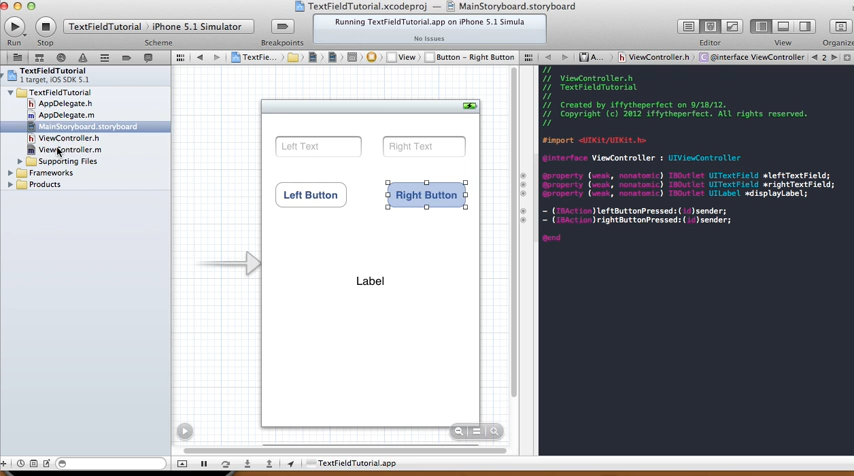 TextFieldTutorial.xcodeproj — MainStoryboard.storyboard
Run Stop TextFieldTutorial iPhone 5.1 Simulator Scheme Breakpoints
Running TextFieldTutorial.app on iPhone 5.1 Simula
No Issues
Editor View Organize
TextFie... View Button - Right Button
A... ViewController.h @interface ViewController 2
TextFieldTutorial
1 target, iOS SDK 5.1
TextFieldTutorial
AppDelegate.h
AppDelegate.m
MainStoryboard.storyboard
ViewController.h
ViewController.m
Supporting Files
Frameworks
Products
Left Text Right Text
Left Button Right Button
Label
//
// ViewController.h
// TextFieldTutorial
//
// Created by iffytheperfect on 9/18/12.
// Copyright (c) 2012 iffytheperfect. All rights reserved.
//
#import <UIKit/UIKit.h>
@interface ViewController : UIViewController
@property (weak, nonatomic) IBOutlet UITextField *leftTextField;
@property (weak, nonatomic) IBOutlet UITextField *rightTextField;
@property (weak, nonatomic) IBOutlet UILabel *displayLabel;
- (IBAction)leftButtonPressed:(id)sender;
- (IBAction)rightButtonPressed:(id)sender;
@end
TextFieldTutorial.app